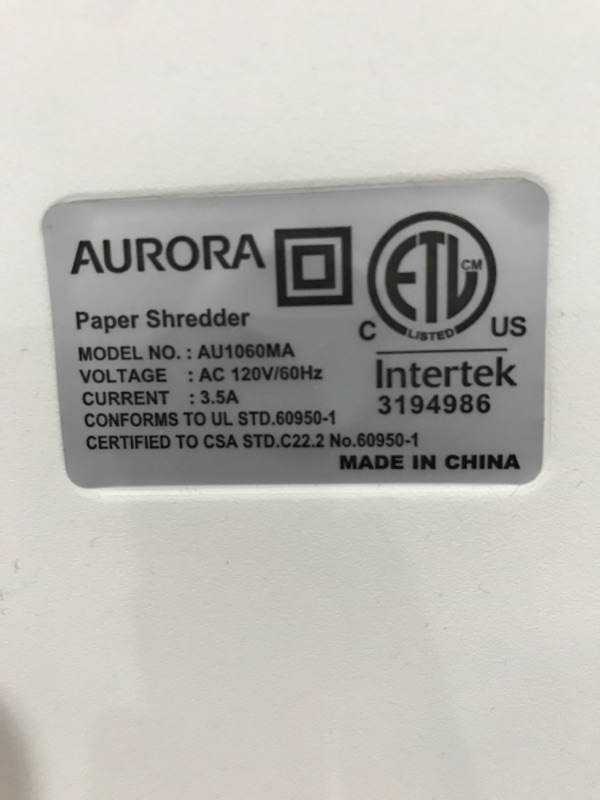 AURORA
ETL CM
LISTED
C US
Intertek
3194986
Paper Shredder
MODEL NO. : AU1060MA
VOLTAGE : AC 120V/60Hz
CURRENT : 3.5A
CONFORMS TO UL STD.60950-1
CERTIFIED TO CSA STD.C22.2 No.60950-1
MADE IN CHINA